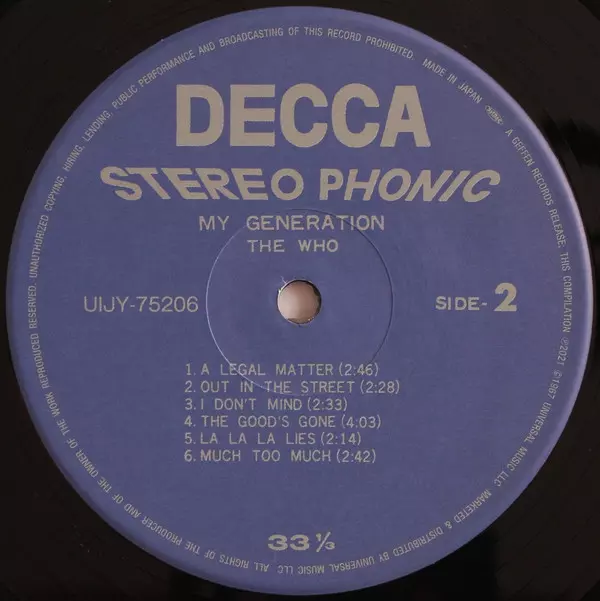 DECCA
STEREO PHONIC
MY GENERATION
THE WHO
UIJY-75206
SIDE-2
1. A LEGAL MATTER (2:46)
2. OUT IN THE STREET (2:28)
3. I DON'T MIND (2:33)
4. THE GOOD'S GONE (4:03)
5. LA LA LA LIES (2:14)
6. MUCH TOO MUCH (2:42)
33 1/3
ALL RIGHTS OF THE PRODUCER AND OF THE OWNER OF THE WORK REPRODUCED RESERVED. UNAUTHORIZED COPYING, HIRING, LENDING, PUBLIC PERFORMANCE AND BROADCASTING OF THIS RECORD PROHIBITED. MADE IN JAPAN
A GEFFEN RECORDS RELEASE; THIS COMPILATION ℗2021 ©1967 UNIVERSAL MUSIC LLC. MARKETED & DISTRIBUTED BY UNIVERSAL MUSIC LLC.